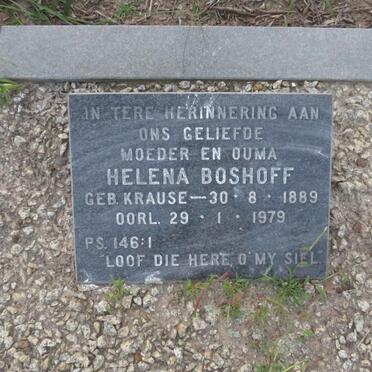 IN TERE HERINNERING AAN
ONS GELIEFDE
MOEDER EN OUMA
HELENA BOSHOFF
GEB. KRAUSE — 30 · 8 · 1889
OORL. 29 · 1 · 1979
PS. 146:1
"LOOF DIE HERE, O' MY SIEL"